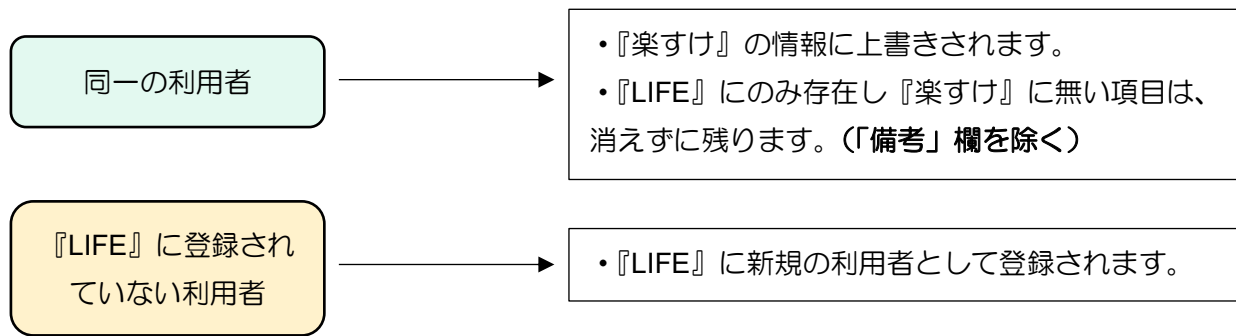 同一の利用者
・『楽すけ』の情報に上書きされます。
・『LIFE』にのみ存在し『楽すけ』に無い項目は、
消えずに残ります。（「備考」欄を除く）
『LIFE』に登録され
ていない利用者
・『LIFE』に新規の利用者として登録されます。